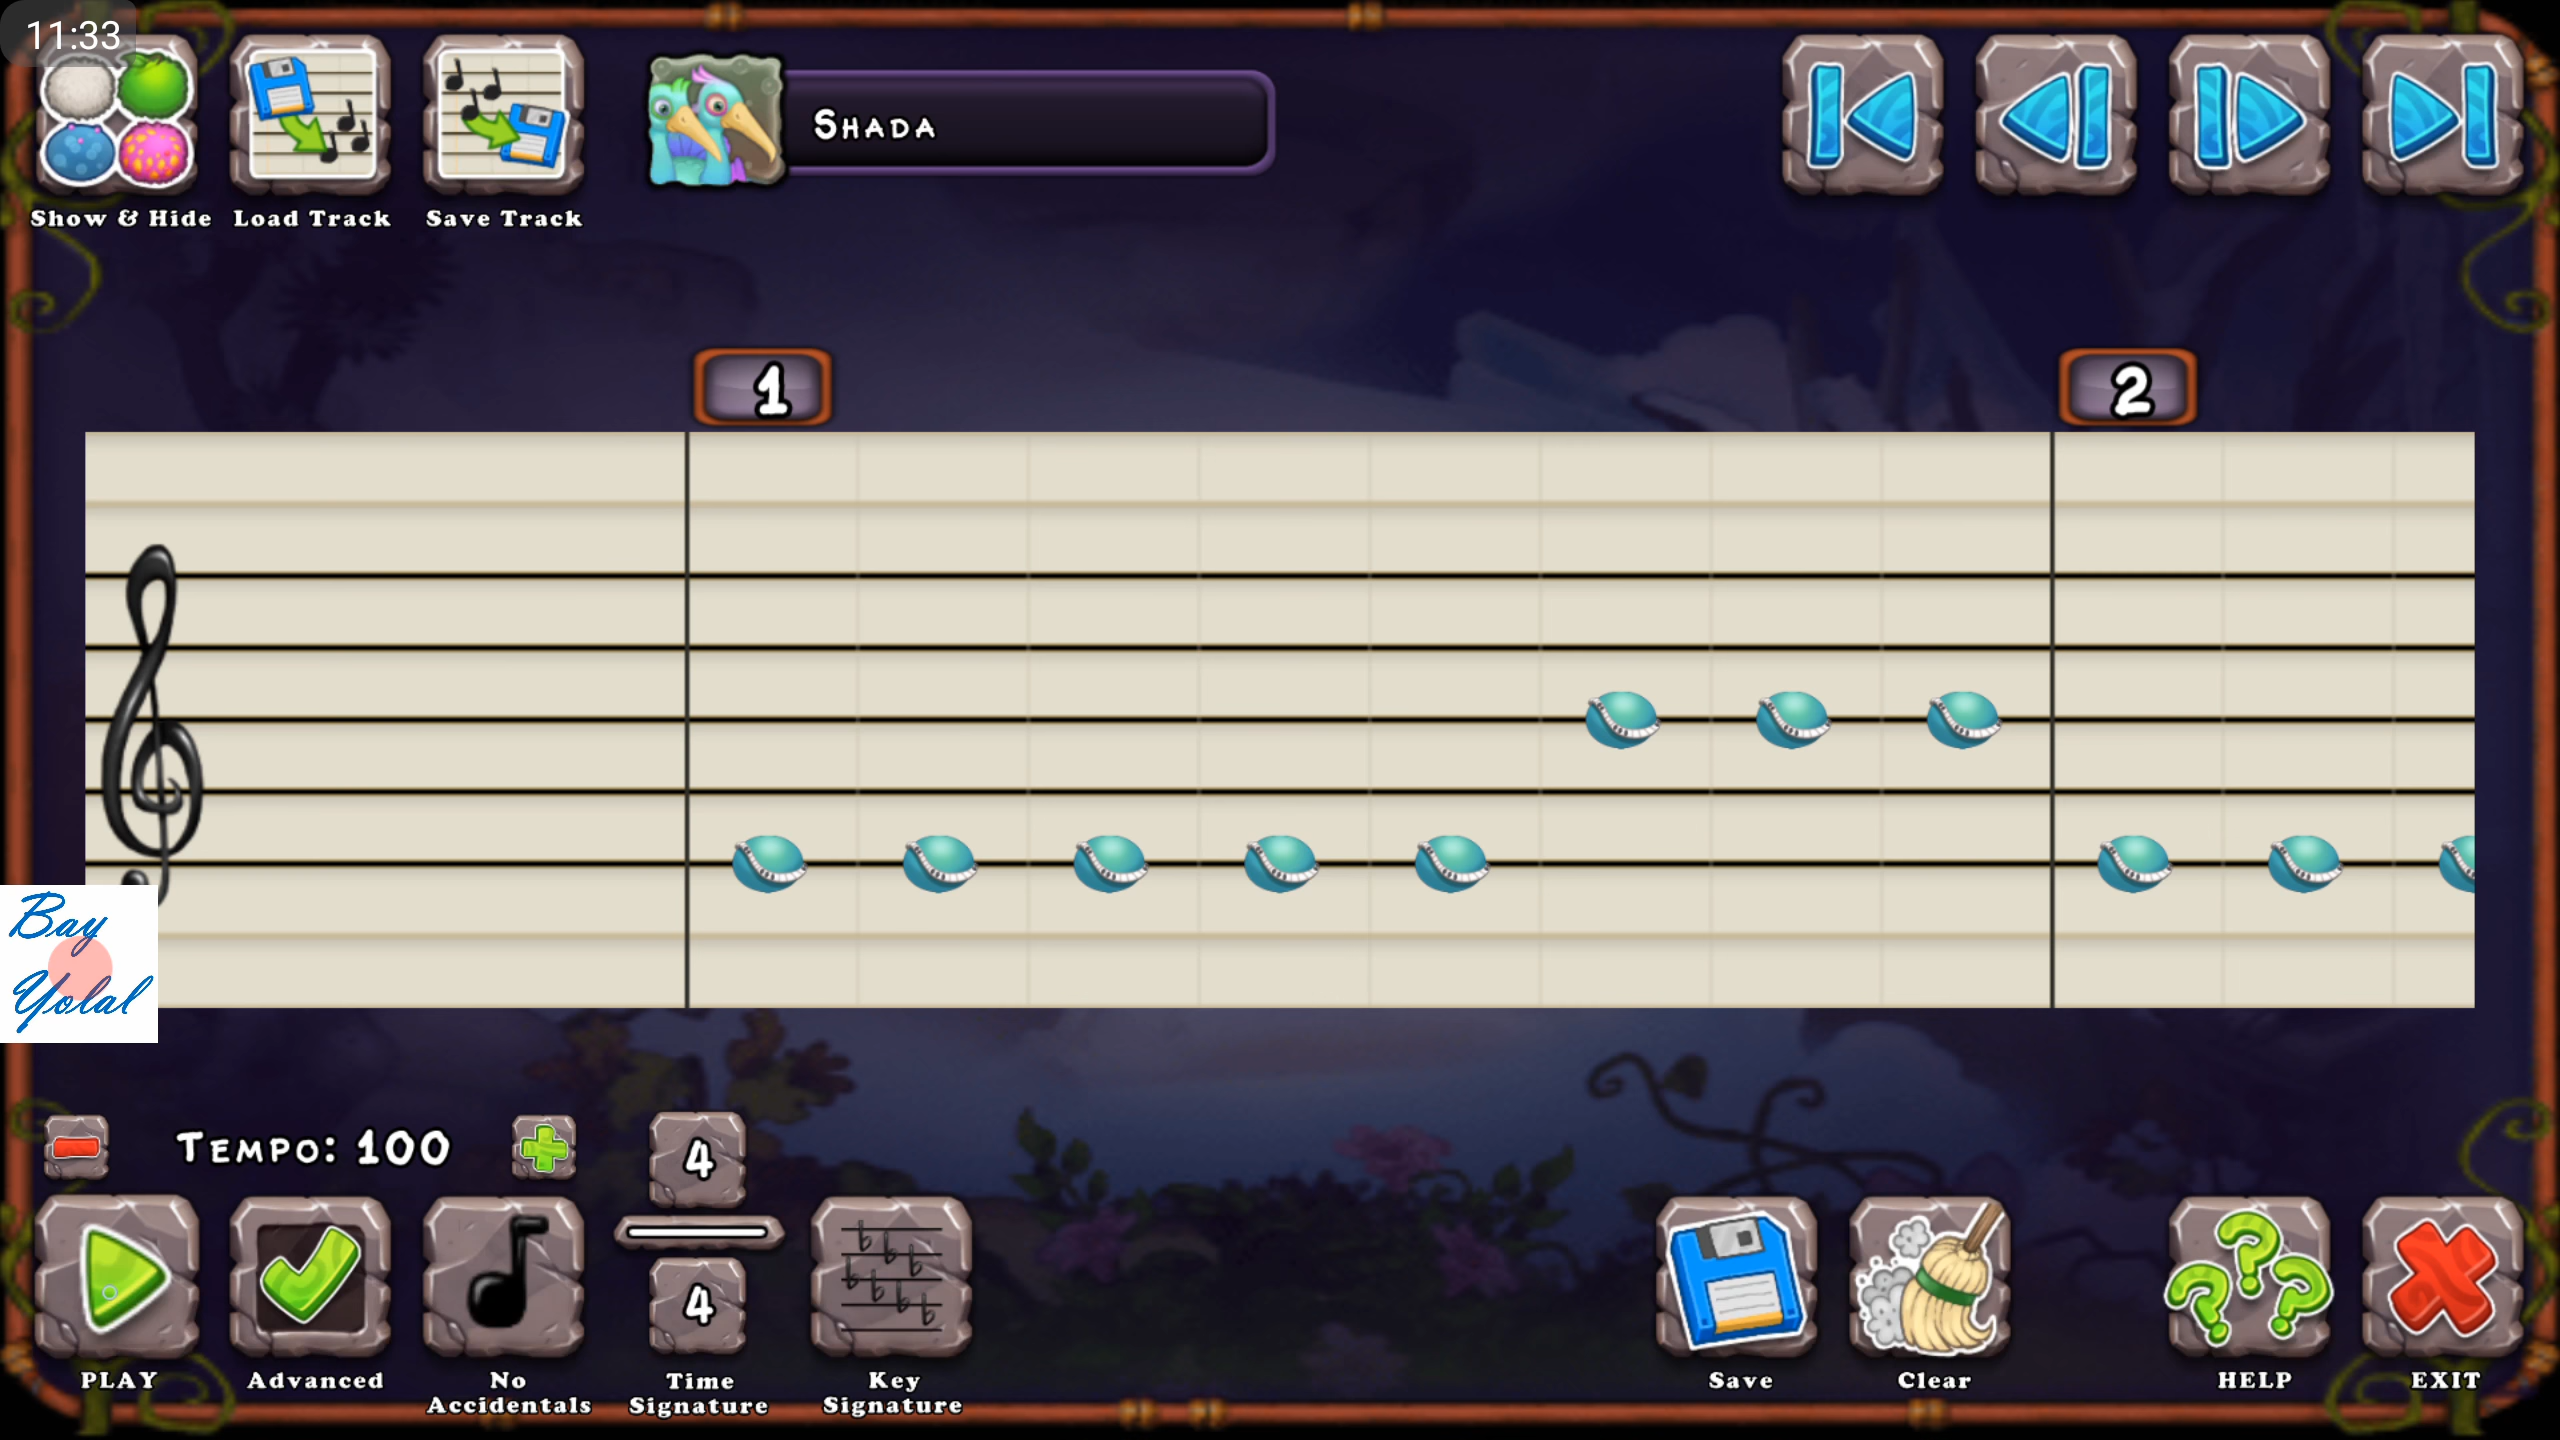 11:33
Show & Hide
Load Track
Save Track
Shada
1
2
Bay
Yolal
Tempo: 100
4
4
PLAY
Advanced
No
Accidentals
Time
Signature
Key
Signature
Save
Clear
HELP
EXIT